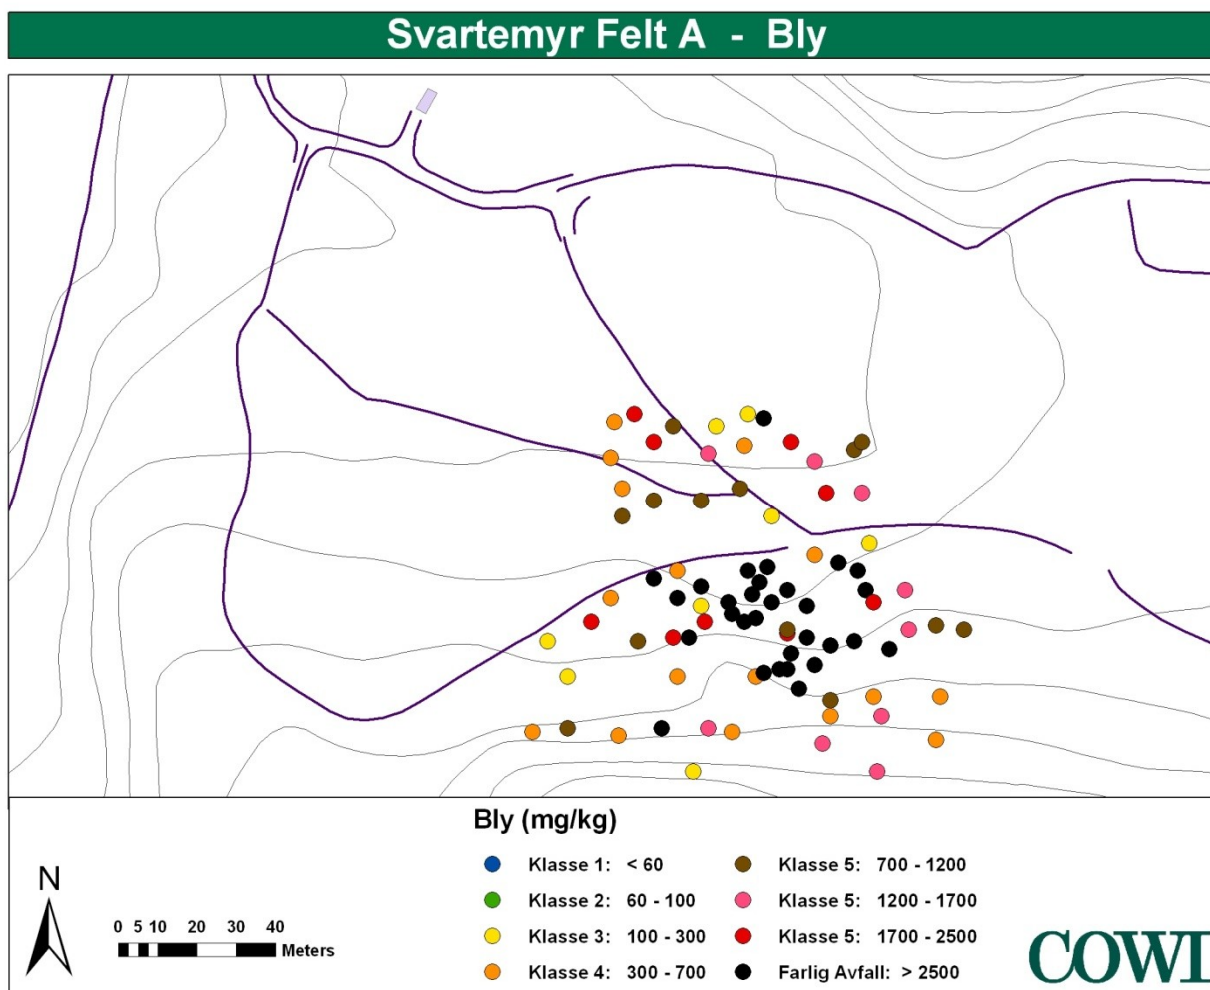 Svartemyr Felt A - Bly
Bly (mg/kg)
Klasse 1: < 60
Klasse 2: 60 - 100
Klasse 3: 100 - 300
Klasse 4: 300 - 700
Klasse 5: 700 - 1200
Klasse 5: 1200 - 1700
Klasse 5: 1700 - 2500
Farlig Avfall: > 2500
N
0 5 10 20 30 40
Meters
COWI